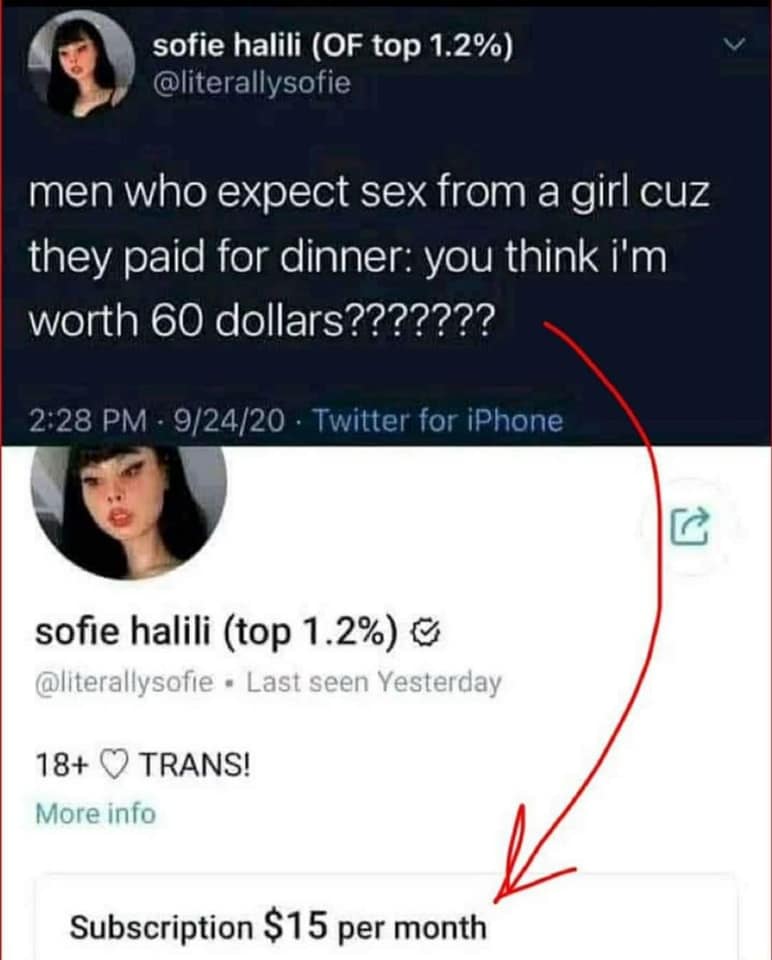 sofie halili (OF top 1.2%)
@literallysofie
men who expect sex from a girl cuz
they paid for dinner: you think i'm
worth 60 dollars???????
2:28 PM · 9/24/20 · Twitter for iPhone
sofie halili (top 1.2%)
@literallysofie • Last seen Yesterday
18+ ♡ TRANS!
More info
Subscription $15 per month